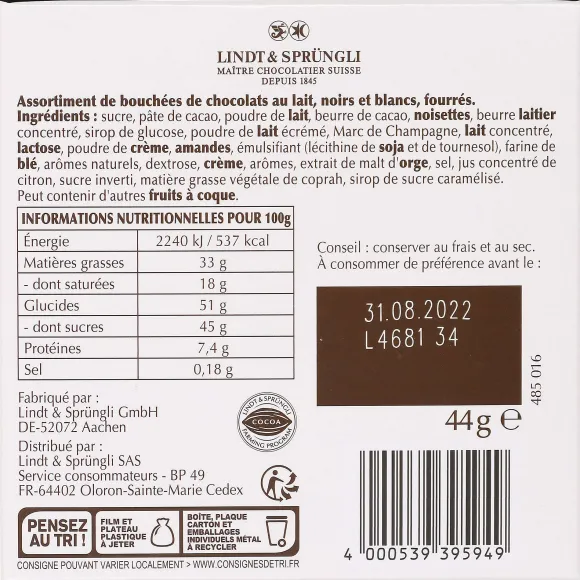 LINDT & SPRÜNGLI
MAÎTRE CHOCOLATIER SUISSE
DEPUIS 1845
Assortiment de bouchées de chocolats au lait, noirs et blancs, fourrés.
Ingrédients : sucre, pâte de cacao, poudre de lait, beurre de cacao, noisettes, beurre laitier
concentré, sirop de glucose, poudre de lait écrémé, Marc de Champagne, lait concentré,
lactose, poudre de crème, amandes, émulsifiant (lécithine de soja et de tournesol), farine de
blé, arômes naturels, dextrose, crème, arômes, extrait de malt d'orge, sel, jus concentré de
citron, sucre inverti, matière grasse végétale de coprah, sirop de sucre caramélisé.
Peut contenir d'autres fruits à coque.
INFORMATIONS NUTRITIONNELLES POUR 100g
Énergie 2240 kJ / 537 kcal
Matières grasses 33 g
- dont saturées 18 g
Glucides 51 g
- dont sucres 45 g
Protéines 7,4 g
Sel 0,18 g
Conseil : conserver au frais et au sec.
À consommer de préférence avant le :
31.08.2022
L4681 34
485 016
44 g e
Fabriqué par :
Lindt & Sprüngli GmbH
DE-52072 Aachen
Distribué par :
Lindt & Sprüngli SAS
Service consommateurs - BP 49
FR-64402 Oloron-Sainte-Marie Cedex
LINDT & SPRÜNGLI
COCOA
FARMING PROGRAM
PENSEZ
AU TRI !
FILM ET
PLATEAU
PLASTIQUE
À JETER
BOÎTE, PLAQUE
CARTON ET
EMBALLAGES
INDIVIDUELS MÉTAL
À RECYCLER
CONSIGNE POUVANT VARIER LOCALEMENT > WWW.CONSIGNESDETRI.FR
4 000539 395949